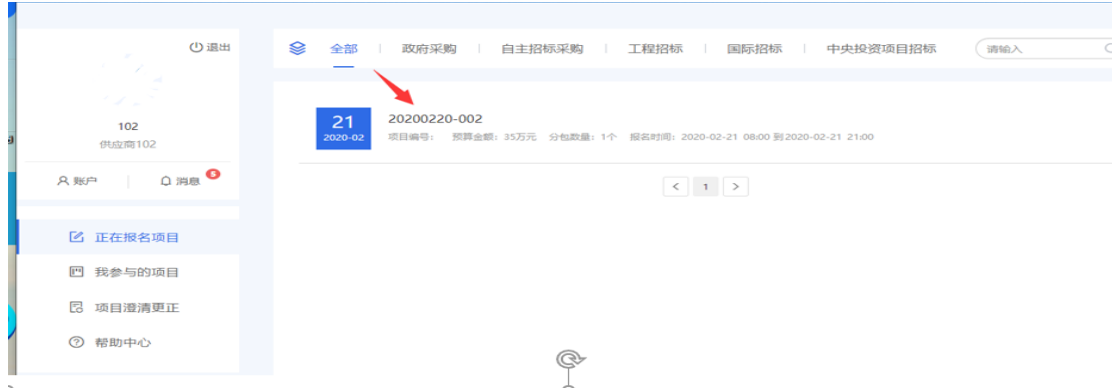 退出
全部 政府采购 自主招标采购 工程招标 国际招标 中央投资项目招标 请输入
102
供应商102
账户 消息 5
21
2020-02
20200220-002
项目编号： 预算金额：35万元 分包数量：1个 报名时间：2020-02-21 08:00 到2020-02-21 21:00
< 1 >
正在报名项目
我参与的项目
项目澄清更正
帮助中心